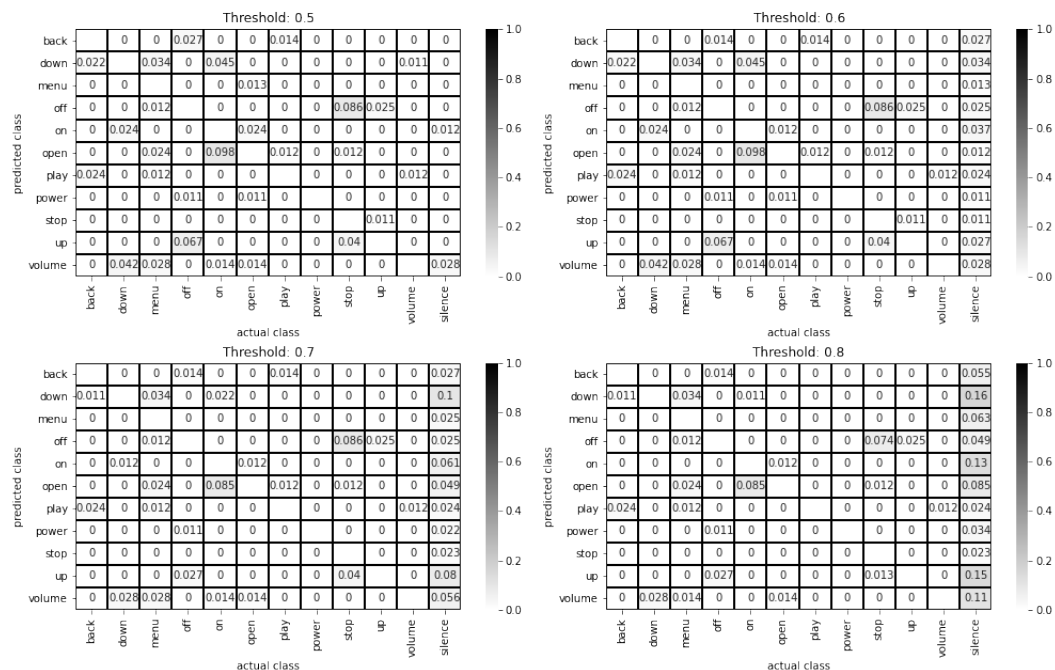 Threshold: 0.5
predicted class
back 0 0 0.027 0 0 0.014 0 0 0 0 0
down 0.022 0.034 0 0.045 0 0 0 0 0 0.011 0
menu 0 0 0 0 0.013 0 0 0 0 0 0
off 0 0 0.012 0 0 0 0 0.086 0.025 0 0
on 0 0.024 0 0 0.024 0 0 0 0 0 0.012
open 0 0 0.024 0 0.098 0.012 0 0.012 0 0 0
play 0.024 0 0.012 0 0 0 0 0 0 0.012 0
power 0 0 0 0.011 0 0.011 0 0 0 0 0
stop 0 0 0 0 0 0 0 0 0.011 0 0
up 0 0 0 0.067 0 0 0 0 0.04 0 0
volume 0 0.042 0.028 0 0.014 0.014 0 0 0 0 0.028
back down menu off on open play power stop up volume silence
actual class
1.0
0.8
0.6
0.4
0.2
0.0
Threshold: 0.6
predicted class
back 0 0 0.014 0 0 0.014 0 0 0 0 0.027
down 0.022 0.034 0 0.045 0 0 0 0 0 0 0.034
menu 0 0 0 0 0 0 0 0 0 0 0.013
off 0 0 0.012 0 0 0 0 0.086 0.025 0 0.025
on 0 0.024 0 0 0.012 0 0 0 0 0 0.037
open 0 0 0.024 0 0.098 0.012 0 0.012 0 0 0.012
play 0.024 0 0.012 0 0 0 0 0 0 0.012 0.024
power 0 0 0 0.011 0 0.011 0 0 0 0 0.011
stop 0 0 0 0 0 0 0 0 0.011 0 0.011
up 0 0 0 0.067 0 0 0 0 0.04 0 0.027
volume 0 0.042 0.028 0 0.014 0.014 0 0 0 0 0.028
back down menu off on open play power stop up volume silence
actual class
1.0
0.8
0.6
0.4
0.2
0.0
Threshold: 0.7
predicted class
back 0 0 0.014 0 0 0.014 0 0 0 0 0.027
down 0.011 0.034 0 0.022 0 0 0 0 0 0 0.1
menu 0 0 0 0 0 0 0 0 0 0 0.025
off 0 0 0.012 0 0 0 0 0.086 0.025 0 0.025
on 0 0.012 0 0 0.012 0 0 0 0 0 0.061
open 0 0 0.024 0 0.085 0.012 0 0.012 0 0 0.049
play 0.024 0 0.012 0 0 0 0 0 0 0.012 0.024
power 0 0 0 0.011 0 0 0 0 0 0 0.022
stop 0 0 0 0 0 0 0 0 0 0 0.023
up 0 0 0 0.027 0 0 0 0 0.04 0 0.08
volume 0 0.028 0.028 0 0.014 0.014 0 0 0 0 0.056
back down menu off on open play power stop up volume silence
actual class
1.0
0.8
0.6
0.4
0.2
0.0
Threshold: 0.8
predicted class
back 0 0 0.014 0 0 0 0 0 0 0 0.055
down 0.011 0.034 0 0.011 0 0 0 0 0 0 0.16
menu 0 0 0 0 0 0 0 0 0 0 0.063
off 0 0 0.012 0 0 0 0 0.074 0.025 0 0.049
on 0 0 0 0 0.012 0 0 0 0 0 0.13
open 0 0 0.024 0 0.085 0 0 0.012 0 0 0.085
play 0.024 0 0.012 0 0 0 0 0 0 0.012 0.024
power 0 0 0 0.011 0 0 0 0 0 0 0.034
stop 0 0 0 0 0 0 0 0 0 0 0.023
up 0 0 0 0.027 0 0 0 0 0.013 0 0.15
volume 0 0.028 0.014 0 0 0.014 0 0 0 0 0.11
back down menu off on open play power stop up volume silence
actual class
1.0
0.8
0.6
0.4
0.2
0.0